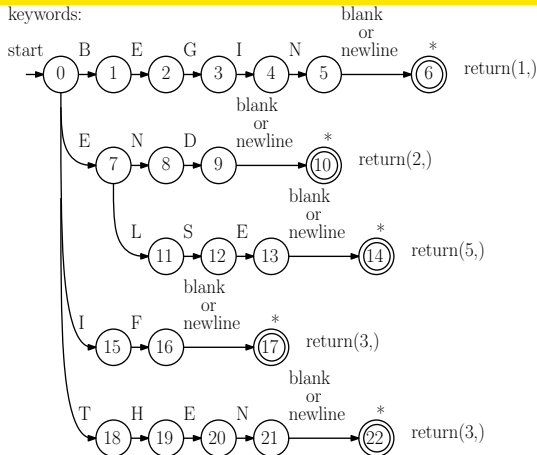 keywords:
start B E G I N blank or newline *
0 1 2 3 4 5 6 return(1,)
E N D blank or newline *
7 8 9 10 return(2,)
L S E blank or newline *
11 12 13 14 return(5,)
I F blank or newline *
15 16 17 return(3,)
T H E N blank or newline *
18 19 20 21 22 return(3,)